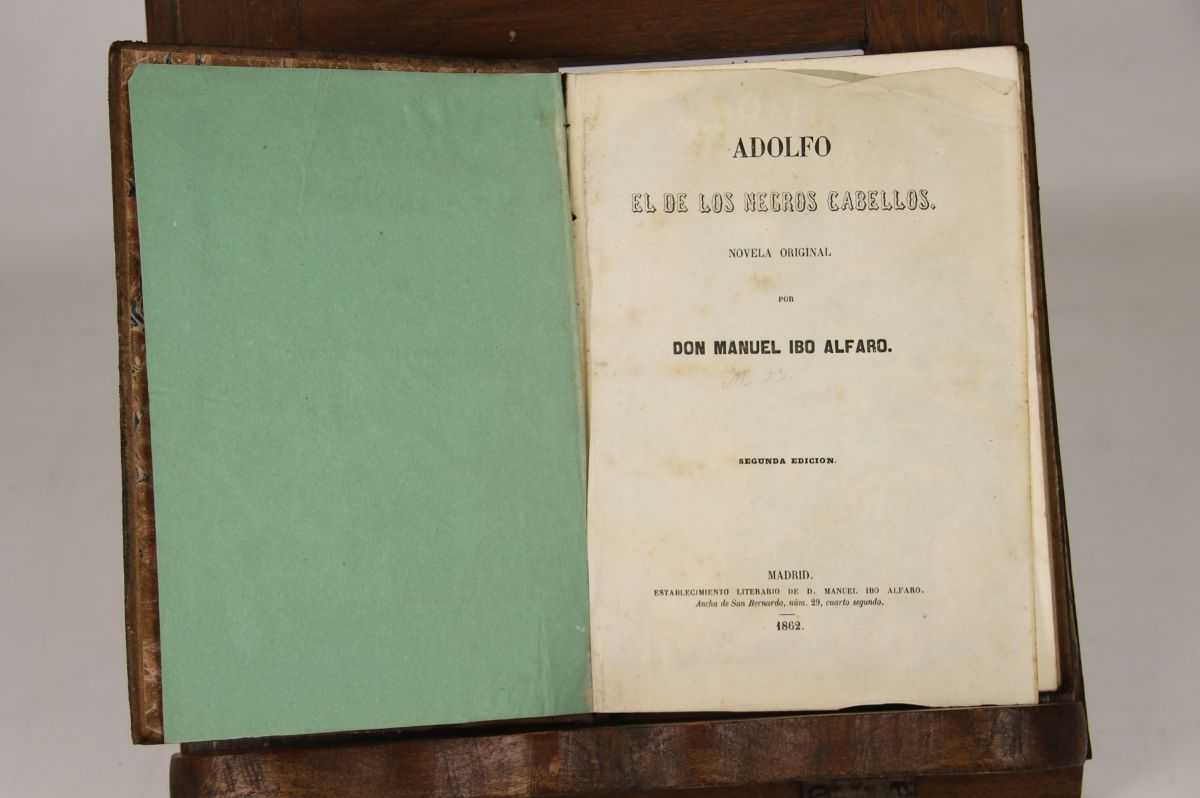 ADOLFO
EL DE LOS NEGROS CABELLOS.
NOVELA ORIGINAL
POR
DON MANUEL IBO ALFARO.
SEGUNDA EDICION.
MADRID.
ESTABLECIMIENTO LITERARIO DE D. MANUEL IBO ALFARO.
Ancha de San Bernardo, núm. 29, cuarto segundo.
1862.